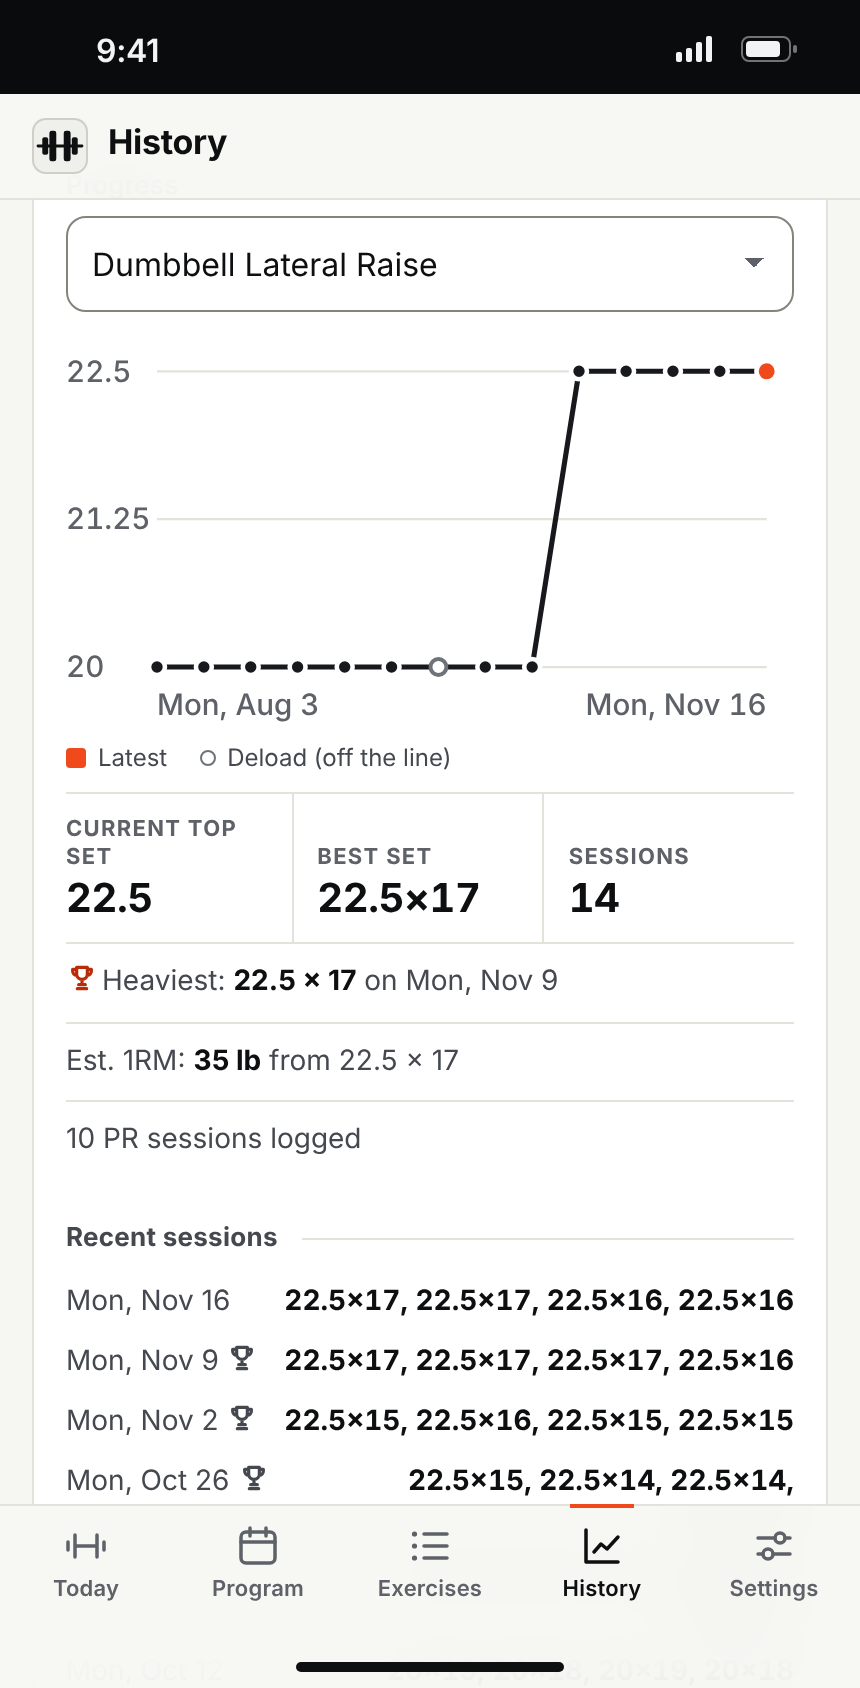 9:41
History
Progress
Dumbbell Lateral Raise
22.5
21.25
20
Mon, Aug 3 Mon, Nov 16
Latest Deload (off the line)
CURRENT TOP SET
22.5
BEST SET
22.5×17
SESSIONS
14
Heaviest: 22.5 × 17 on Mon, Nov 9
Est. 1RM: 35 lb from 22.5 × 17
10 PR sessions logged
Recent sessions
Mon, Nov 16 22.5×17, 22.5×17, 22.5×16, 22.5×16
Mon, Nov 9 22.5×17, 22.5×17, 22.5×17, 22.5×16
Mon, Nov 2 22.5×15, 22.5×16, 22.5×15, 22.5×15
Mon, Oct 26 22.5×15, 22.5×14, 22.5×14,
Today Program Exercises History Settings
Mon, Oct 12